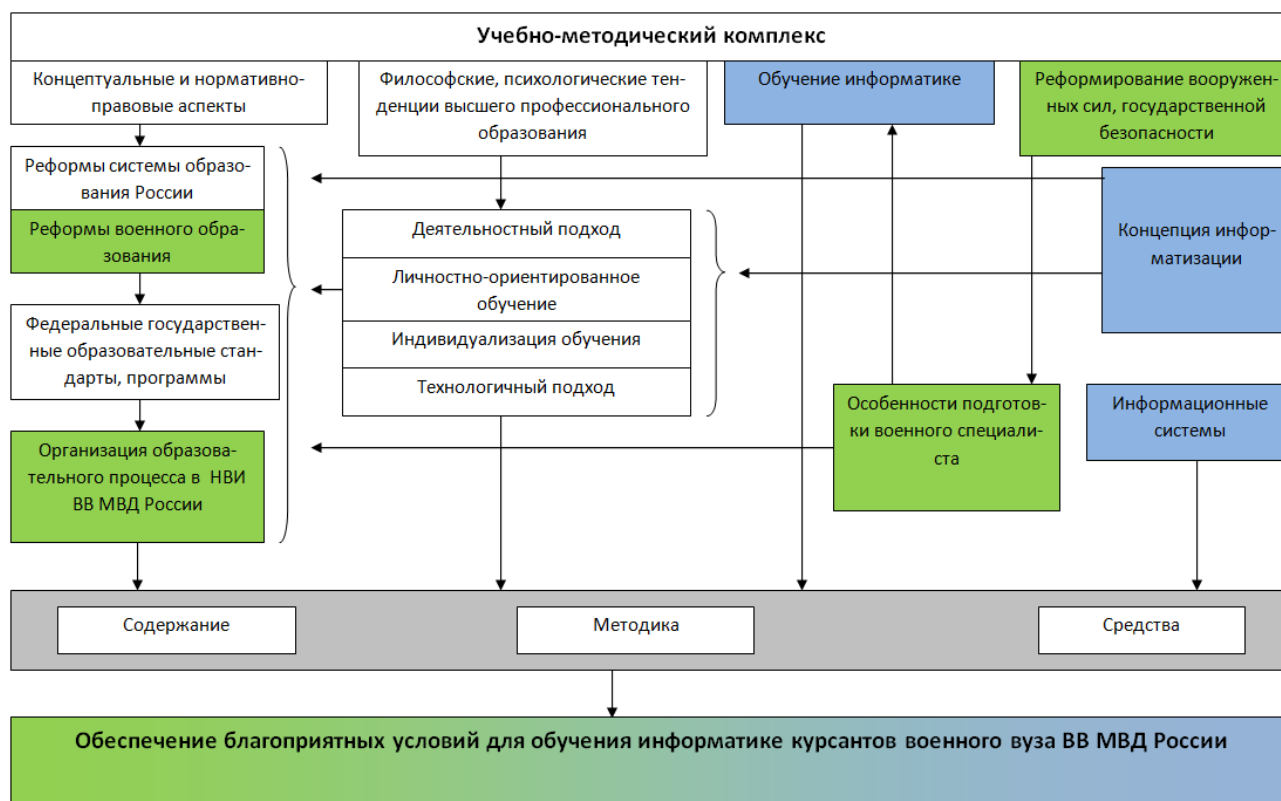 Учебно-методический комплекс
Концептуальные и нормативно-
правовые аспекты
Философские, психологические тен-
денции высшего профессионального
образования
Обучение информатике
Реформирование вооружен-
ных сил, государственной
безопасности
Реформы системы образо-
вания России
Реформы военного обра-
зования
Федеральные государствен-
ные образовательные стан-
дарты, программы
Организация образова-
тельного процесса в НВИ
ВВ МВД России
Деятельностный подход
Личностно-ориентированное
обучение
Индивидуализация обучения
Технологичный подход
Концепция инфор-
матизации
Особенности подготов-
ки военного специали-
ста
Информационные
системы
Содержание
Методика
Средства
Обеспечение благоприятных условий для обучения информатике курсантов военного вуза ВВ МВД России